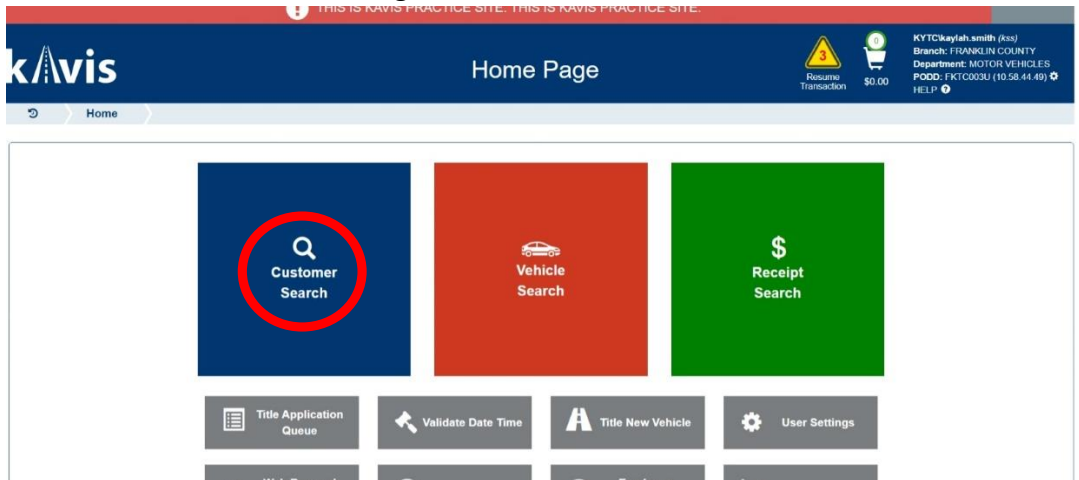 THIS IS KAVIS PRACTICE SITE. THIS IS KAVIS PRACTICE SITE.
kavis
Home Page
3
Resume
Transaction
0
$0.00
KYTC\kaylah.smith (kss)
Branch: FRANKLIN COUNTY
Department: MOTOR VEHICLES
PODD: FKTC003U (10.58.44.49)
HELP
Home
Customer
Search
Vehicle
Search
$
Receipt
Search
Title Application
Queue
Validate Date Time
Title New Vehicle
User Settings